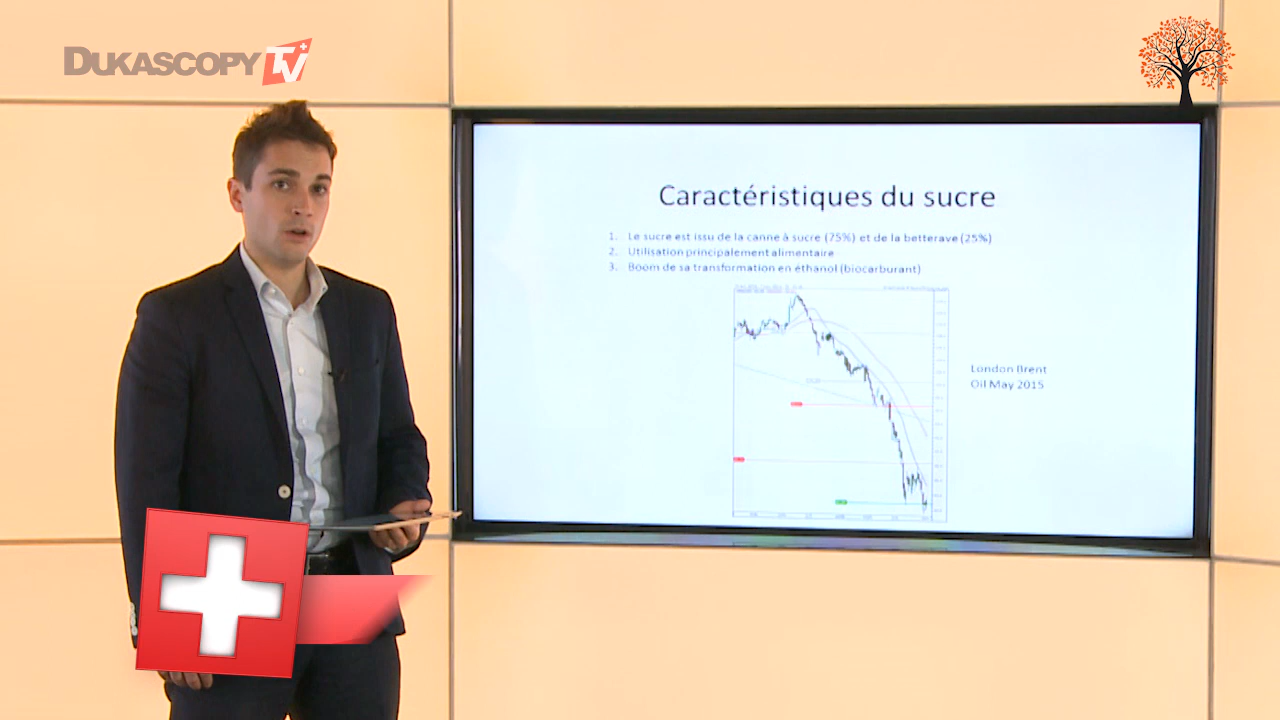 DUKASCOPY TV
Caractéristiques du sucre
1. Le sucre est issu de la canne à sucre (75%) et de la betterave (25%)
2. Utilisation principalement alimentaire
3. Boom de sa transformation en éthanol (biocarburant)
London Brent
Oil May 2015